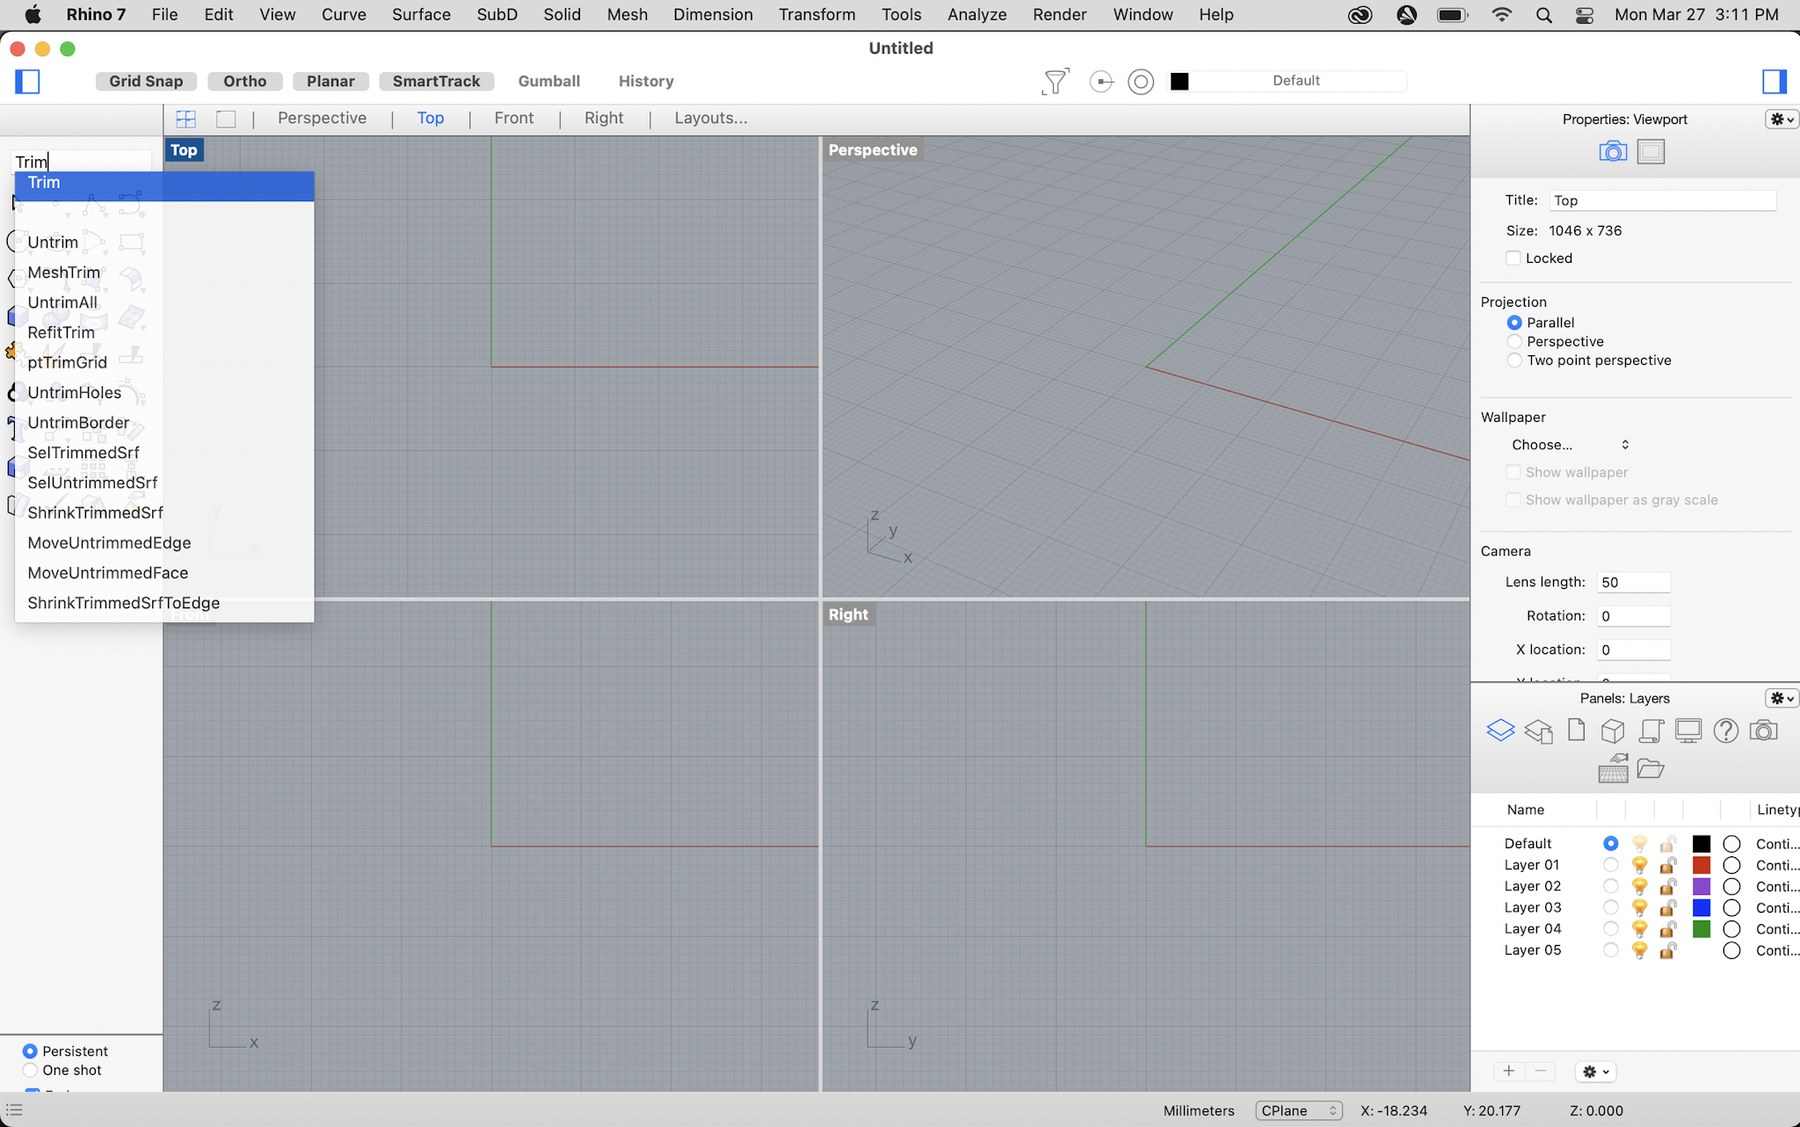 Rhino 7 File Edit View Curve Surface SubD Solid Mesh Dimension Transform Tools Analyze Render Window Help Mon Mar 27 3:11 PM
Untitled
Grid Snap Ortho Planar SmartTrack Gumball History Default
Perspective Top Front Right Layouts...
Properties: Viewport
Trim
Trim
Untrim
MeshTrim
UntrimAll
RefitTrim
ptTrimGrid
UntrimHoles
UntrimBorder
SelTrimmedSrf
SelUntrimmedSrf
ShrinkTrimmedSrf
MoveUntrimmedEdge
MoveUntrimmedFace
ShrinkTrimmedSrfToEdge
Top
y
x
Perspective
z
y
x
Front
z
x
Right
z
y
Title: Top
Size: 1046 x 736
Locked
Projection
Parallel
Perspective
Two point perspective
Wallpaper
Choose...
Show wallpaper
Show wallpaper as gray scale
Camera
Lens length: 50
Rotation: 0
X location: 0
Y location: 0
Panels: Layers
Name Linetyp
Default Conti...
Layer 01 Conti...
Layer 02 Conti...
Layer 03 Conti...
Layer 04 Conti...
Layer 05 Conti...
Persistent
One shot
Millimeters CPlane X: -18.234 Y: 20.177 Z: 0.000